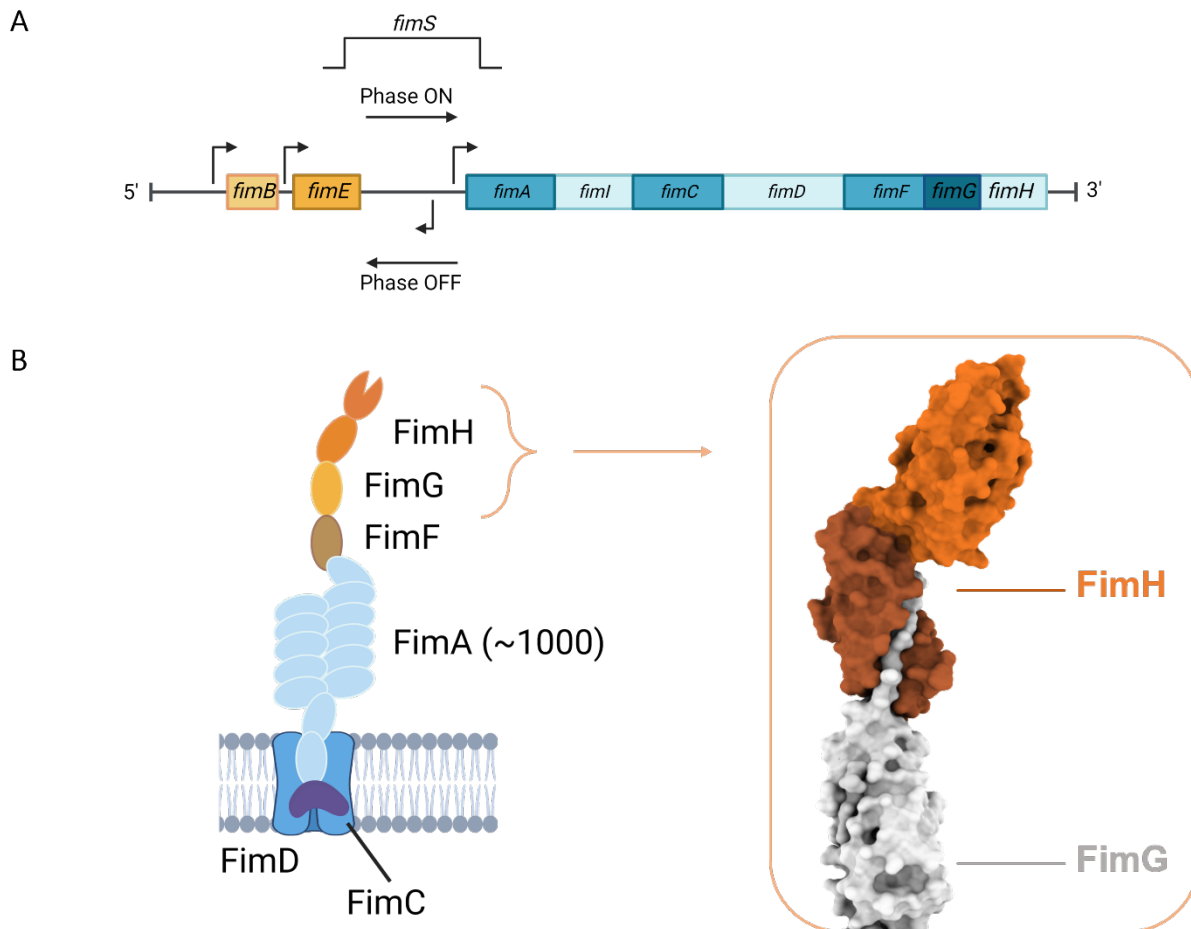 A
fimS
Phase ON
5' fimB fimE fimA fimI fimC fimD fimF fimG fimH 3'
Phase OFF
B
FimH
FimG
FimF
FimA (~1000)
FimD
FimC
FimH
FimG